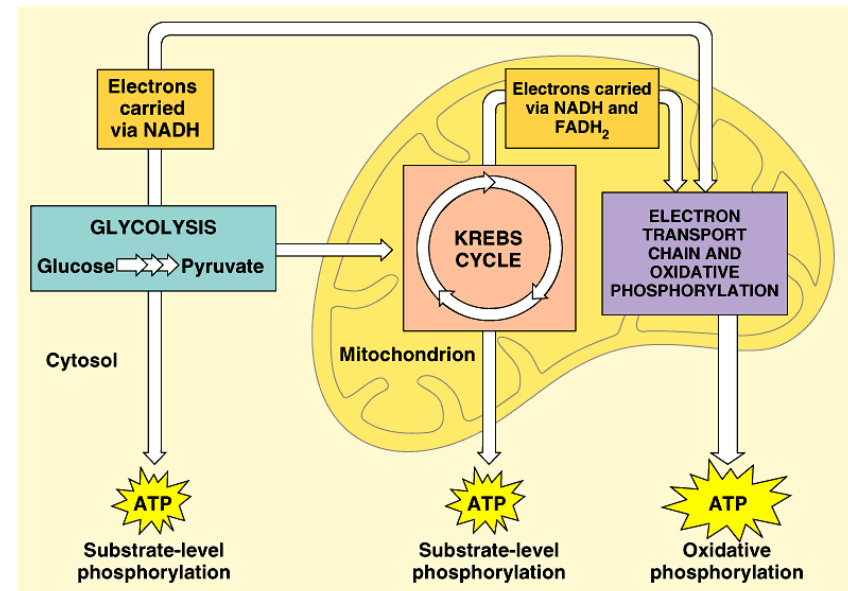 Electrons
carried
via NADH
Electrons carried
via NADH and
FADH₂
GLYCOLYSIS
Glucose Pyruvate
KREBS
CYCLE
ELECTRON
TRANSPORT
CHAIN AND
OXIDATIVE
PHOSPHORYLATION
Cytosol
Mitochondrion
ATP
Substrate-level
phosphorylation
ATP
Substrate-level
phosphorylation
ATP
Oxidative
phosphorylation